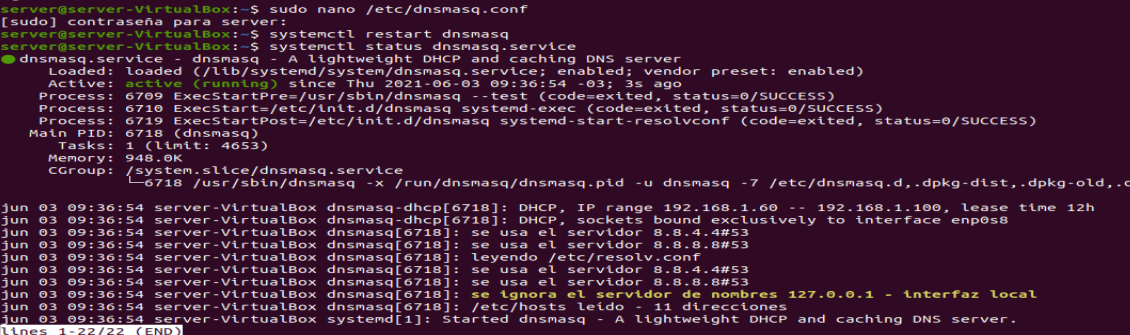 server@server-VirtualBox:~$ sudo nano /etc/dnsmasq.conf
[sudo] contraseña para server:
server@server-VirtualBox:~$ systemctl restart dnsmasq
server@server-VirtualBox:~$ systemctl status dnsmasq.service
● dnsmasq.service - dnsmasq - A lightweight DHCP and caching DNS server
Loaded: loaded (/lib/systemd/system/dnsmasq.service; enabled; vendor preset: enabled)
Active: active (running) since Thu 2021-06-03 09:36:54 -03; 3s ago
Process: 6709 ExecStartPre=/usr/sbin/dnsmasq --test (code=exited, status=0/SUCCESS)
Process: 6710 ExecStart=/etc/init.d/dnsmasq systemd-exec (code=exited, status=0/SUCCESS)
Process: 6719 ExecStartPost=/etc/init.d/dnsmasq systemd-start-resolvconf (code=exited, status=0/SUCCESS)
Main PID: 6718 (dnsmasq)
Tasks: 1 (limit: 4653)
Memory: 948.0K
CGroup: /system.slice/dnsmasq.service
└─6718 /usr/sbin/dnsmasq -x /run/dnsmasq/dnsmasq.pid -u dnsmasq -7 /etc/dnsmasq.d,.dpkg-dist,.dpkg-old,.d
jun 03 09:36:54 server-VirtualBox dnsmasq-dhcp[6718]: DHCP, IP range 192.168.1.60 -- 192.168.1.100, lease time 12h
jun 03 09:36:54 server-VirtualBox dnsmasq-dhcp[6718]: DHCP, sockets bound exclusively to interface enp0s8
jun 03 09:36:54 server-VirtualBox dnsmasq[6718]: se usa el servidor 8.8.4.4#53
jun 03 09:36:54 server-VirtualBox dnsmasq[6718]: se usa el servidor 8.8.8.8#53
jun 03 09:36:54 server-VirtualBox dnsmasq[6718]: leyendo /etc/resolv.conf
jun 03 09:36:54 server-VirtualBox dnsmasq[6718]: se usa el servidor 8.8.4.4#53
jun 03 09:36:54 server-VirtualBox dnsmasq[6718]: se usa el servidor 8.8.8.8#53
jun 03 09:36:54 server-VirtualBox dnsmasq[6718]: se ignora el servidor de nombres 127.0.0.1 - interfaz local
jun 03 09:36:54 server-VirtualBox dnsmasq[6718]: /etc/hosts leído - 11 direcciones
jun 03 09:36:54 server-VirtualBox systemd[1]: Started dnsmasq - A lightweight DHCP and caching DNS server.
lines 1-22/22 (END)